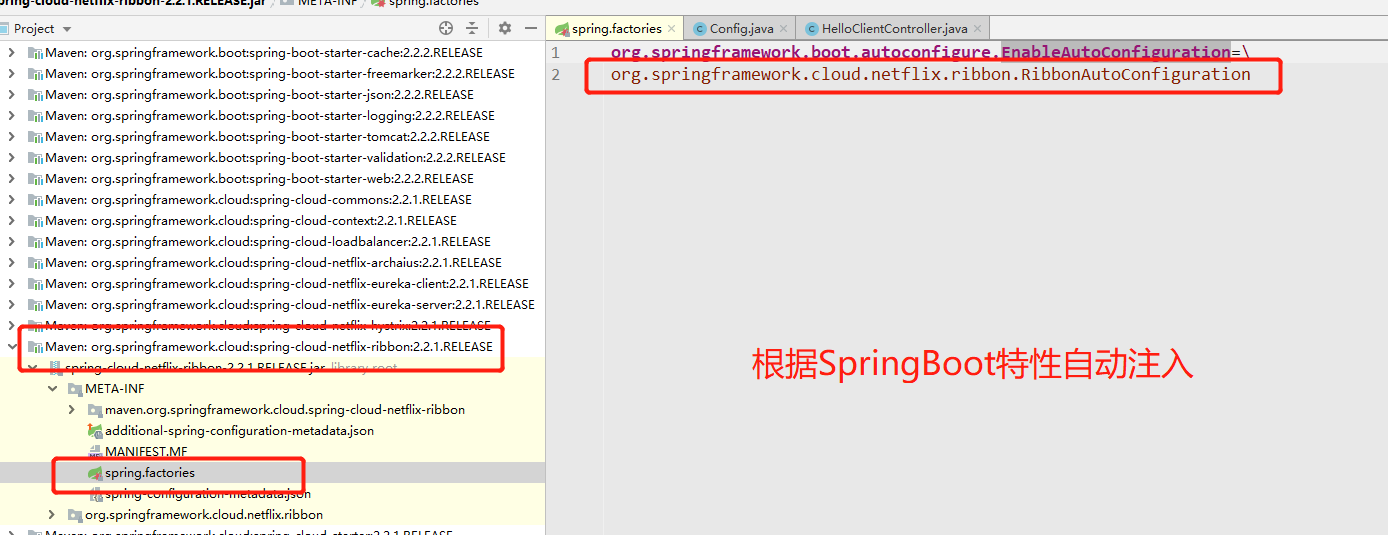 spring-cloud-netflix-ribbon-2.2.1.RELEASE.jar META-INF spring.factories
Project
spring.factories Config.java HelloClientController.java
Maven: org.springframework.boot:spring-boot-starter-cache:2.2.2.RELEASE
Maven: org.springframework.boot:spring-boot-starter-freemarker:2.2.2.RELEASE
Maven: org.springframework.boot:spring-boot-starter-json:2.2.2.RELEASE
Maven: org.springframework.boot:spring-boot-starter-logging:2.2.2.RELEASE
Maven: org.springframework.boot:spring-boot-starter-tomcat:2.2.2.RELEASE
Maven: org.springframework.boot:spring-boot-starter-validation:2.2.2.RELEASE
Maven: org.springframework.boot:spring-boot-starter-web:2.2.2.RELEASE
Maven: org.springframework.cloud:spring-cloud-commons:2.2.1.RELEASE
Maven: org.springframework.cloud:spring-cloud-context:2.2.1.RELEASE
Maven: org.springframework.cloud:spring-cloud-loadbalancer:2.2.1.RELEASE
Maven: org.springframework.cloud:spring-cloud-netflix-archaius:2.2.1.RELEASE
Maven: org.springframework.cloud:spring-cloud-netflix-eureka-client:2.2.1.RELEASE
Maven: org.springframework.cloud:spring-cloud-netflix-eureka-server:2.2.1.RELEASE
Maven: org.springframework.cloud:spring-cloud-netflix-hystrix:2.2.1.RELEASE
Maven: org.springframework.cloud:spring-cloud-netflix-ribbon:2.2.1.RELEASE
spring-cloud-netflix-ribbon-2.2.1.RELEASE.jar library root
META-INF
maven.org.springframework.cloud.spring-cloud-netflix-ribbon
additional-spring-configuration-metadata.json
MANIFEST.MF
spring.factories
spring-configuration-metadata.json
org.springframework.cloud.netflix.ribbon
Maven: org.springframework.cloud:spring-cloud-starter:2.2.1.RELEASE
1 org.springframework.boot.autoconfigure.EnableAutoConfiguration=\
2 org.springframework.cloud.netflix.ribbon.RibbonAutoConfiguration
根据SpringBoot特性自动注入